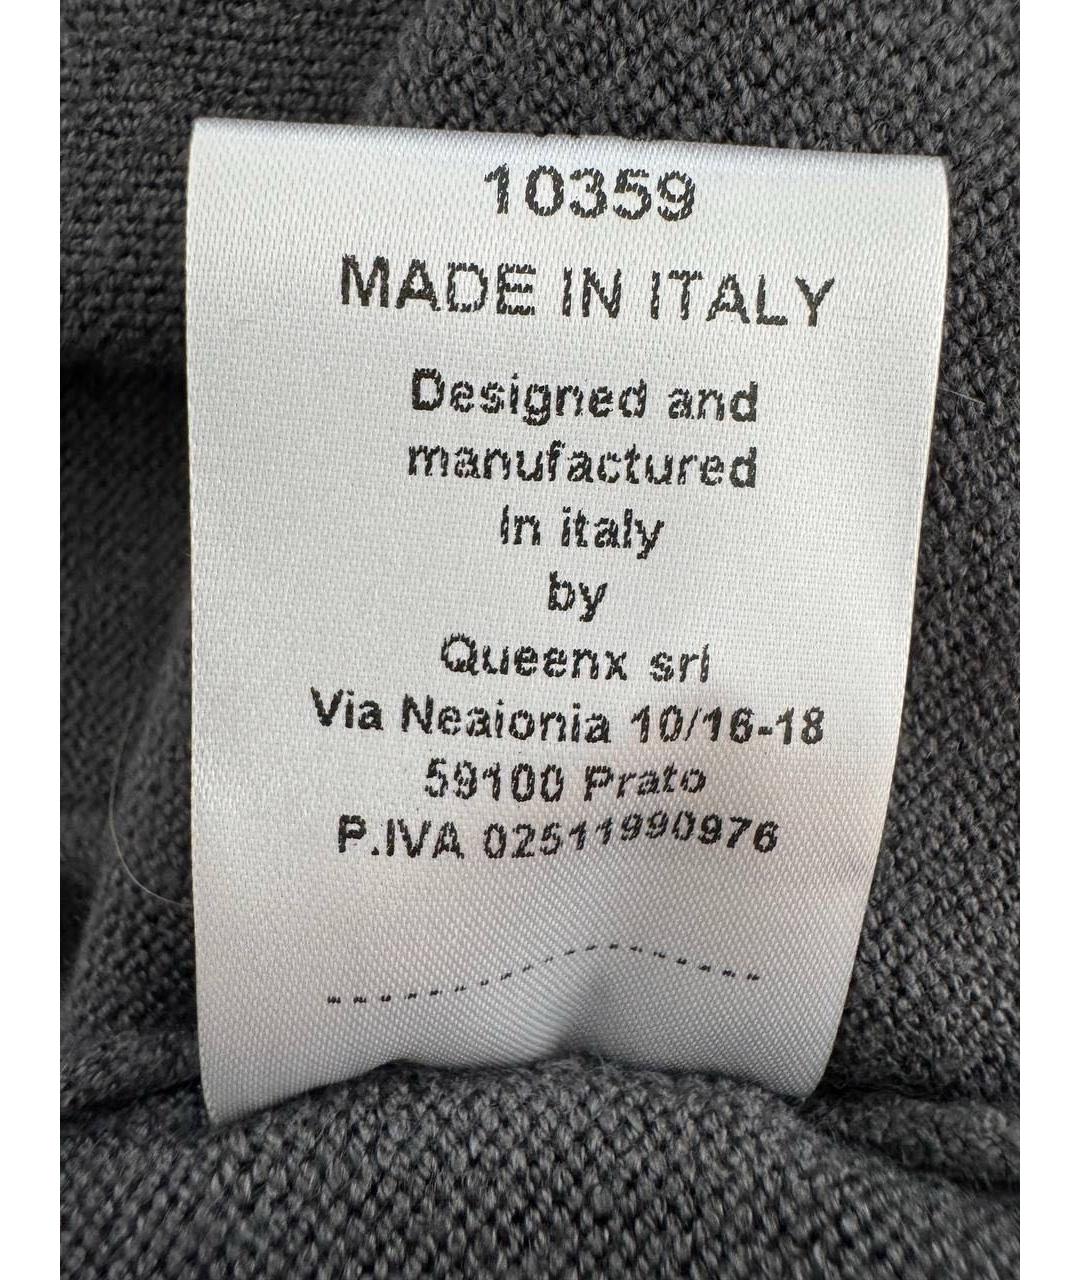 10359
MADE IN ITALY
Designed and
manufactured
In italy
by
Queenx srl
Via Neaionia 10/16-18
59100 Prato
P.IVA 02511990976